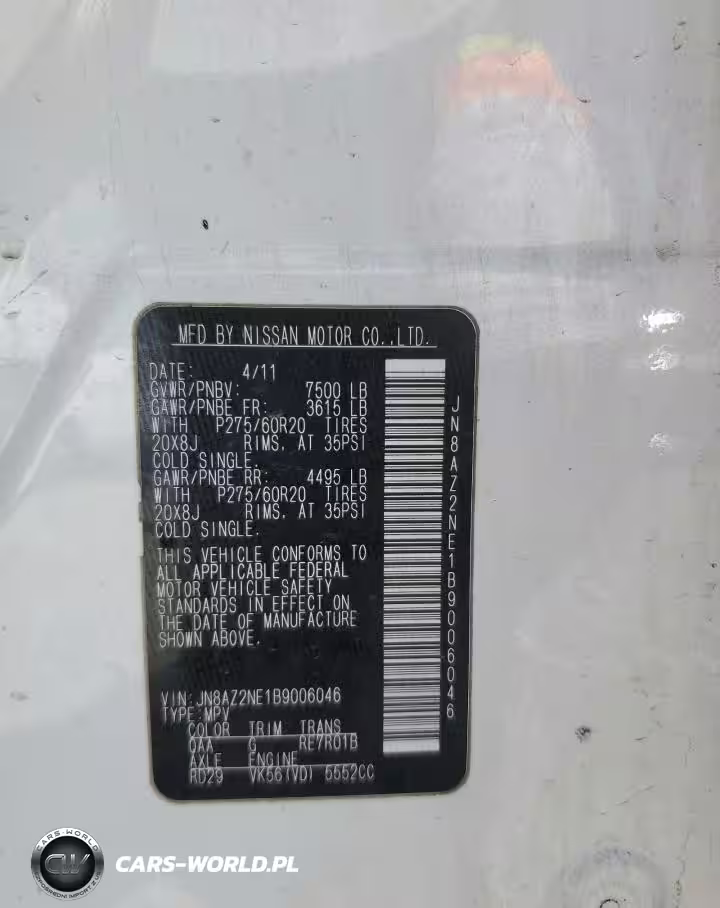 MFD BY NISSAN MOTOR CO.,LTD.
DATE: 4/11
GVWR/PNBV: 7500 LB
GAWR/PNBE FR: 3615 LB
WITH P275/60R20 TIRES
20X8J RIMS, AT 35PSI
COLD SINGLE.
GAWR/PNBE RR: 4495 LB
WITH P275/60R20 TIRES
20X8J RIMS, AT 35PSI
COLD SINGLE.
THIS VEHICLE CONFORMS TO
ALL APPLICABLE FEDERAL
MOTOR VEHICLE SAFETY
STANDARDS IN EFFECT ON
THE DATE OF MANUFACTURE
SHOWN ABOVE.
VIN:JN8AZ2NE1B9006046
TYPE:MPV
COLOR TRIM TRANS
QAA G RE7R01B
AXLE ENGINE
RD29 VK56(VD) 5552CC
JN8AZ2NE1B9006046
CARS-WORLD
CW
CARS-WORLD.PL